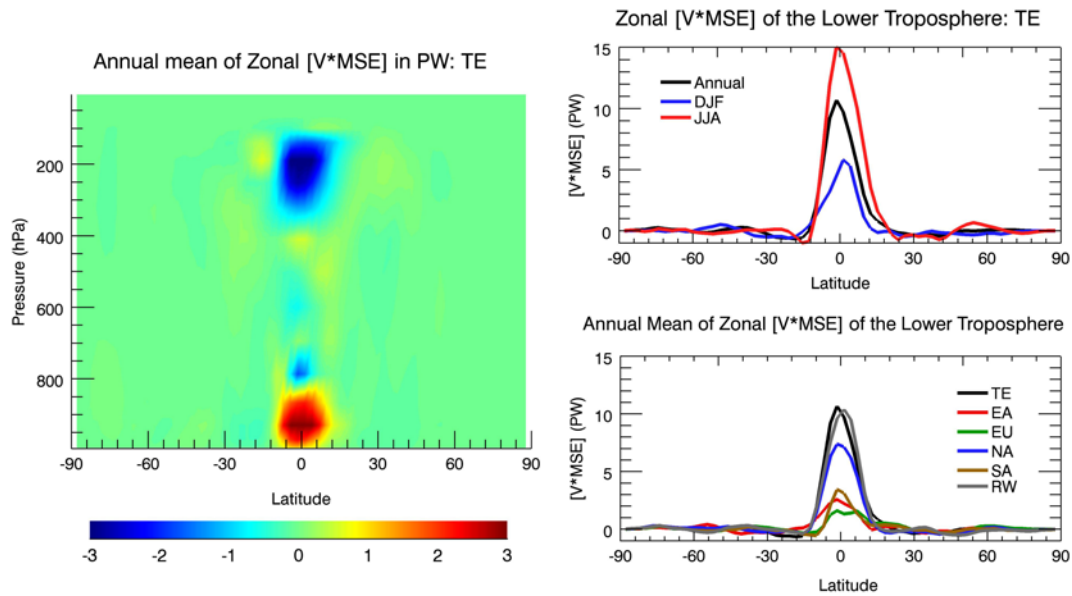 Annual mean of Zonal [V*MSE] in PW: TE
Pressure (hPa)
200
400
600
800
-90
-60
-30
0
30
60
90
Latitude
-3
-2
-1
0
1
2
3
Zonal [V*MSE] of the Lower Troposphere: TE
[V*MSE] (PW)
15
10
5
0
Annual
DJF
JJA
-90
-60
-30
0
30
60
90
Latitude
Annual Mean of Zonal [V*MSE] of the Lower Troposphere
[V*MSE] (PW)
15
10
5
0
TE
EA
EU
NA
SA
RW
-90
-60
-30
0
30
60
90
Latitude